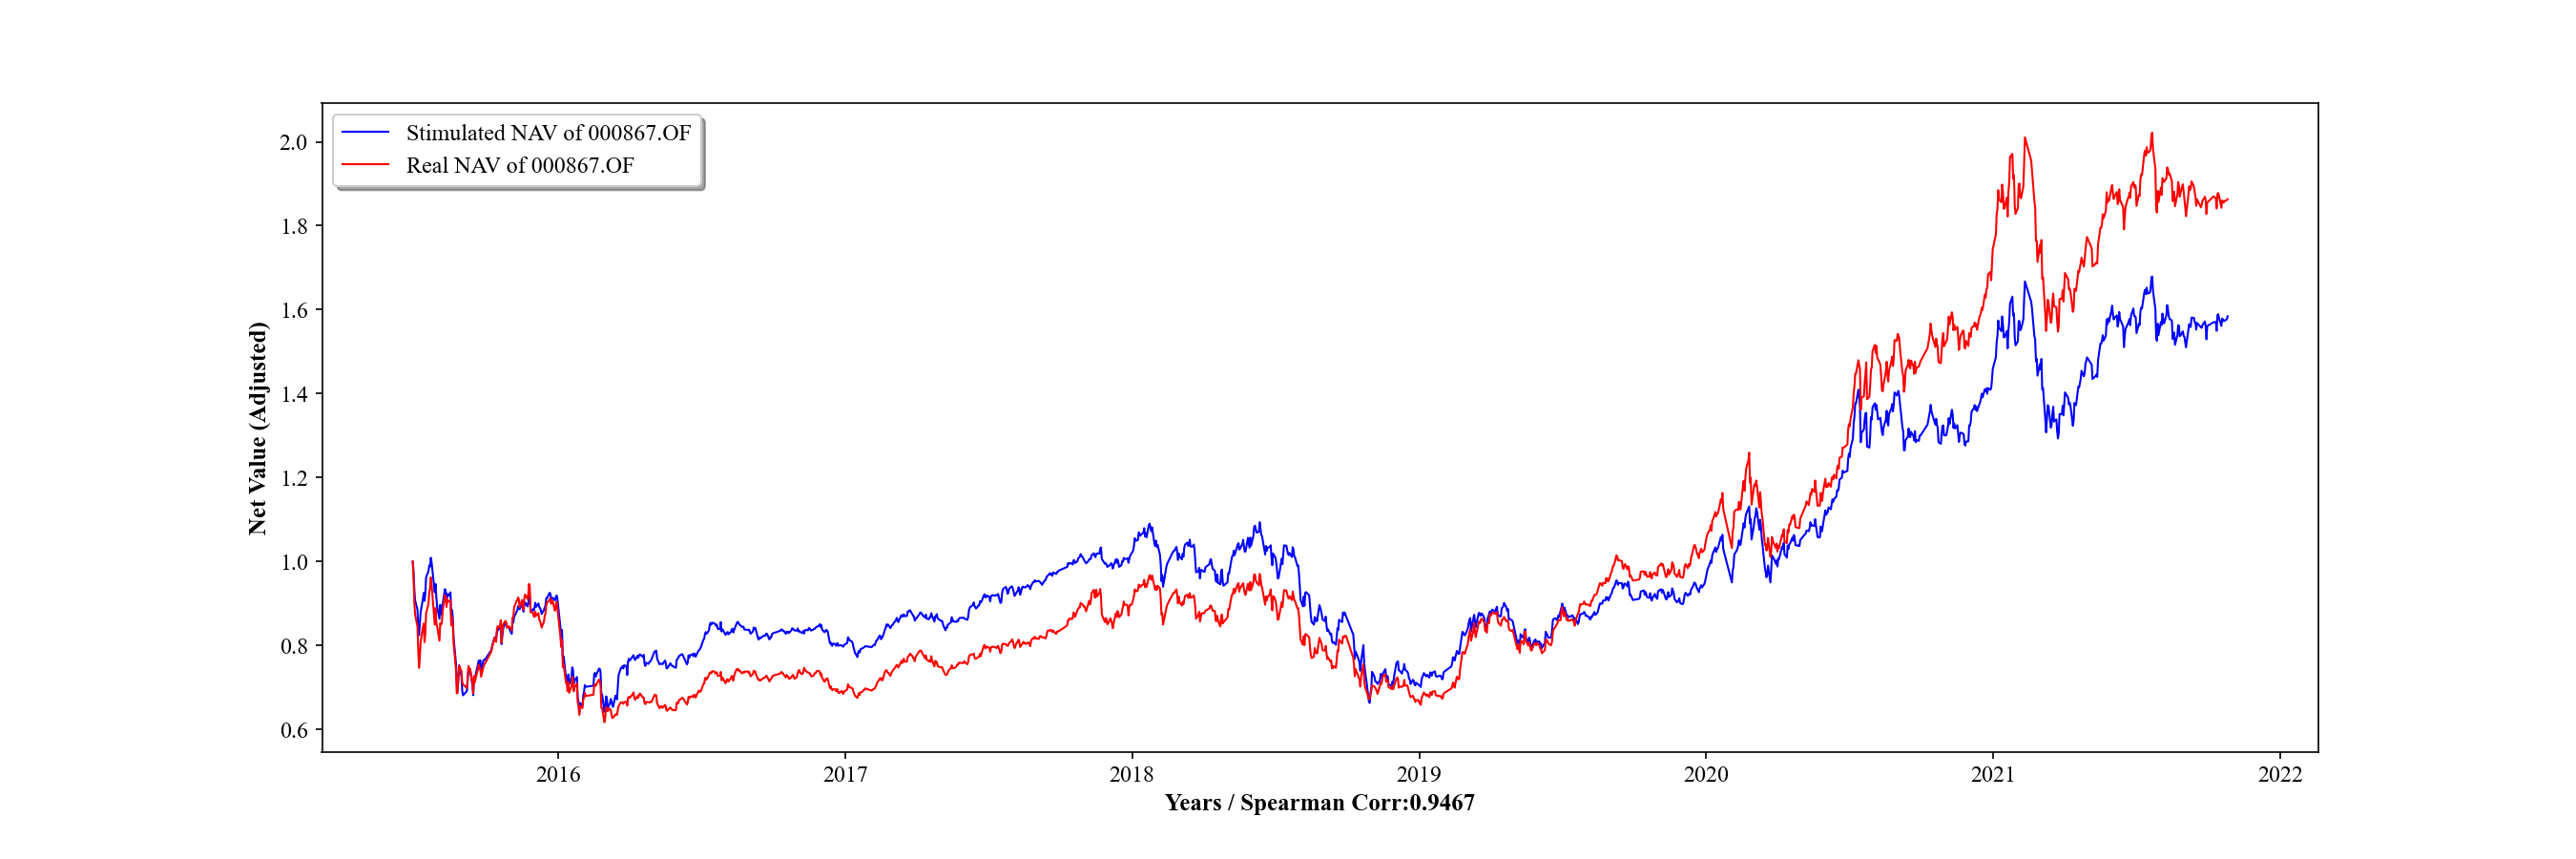 Stimulated NAV of 000867.OF
Real NAV of 000867.OF
2.0
1.8
1.6
1.4
1.2
1.0
0.8
0.6
Net Value (Adjusted)
2016 2017 2018 2019 2020 2021 2022
Years / Spearman Corr:0.9467